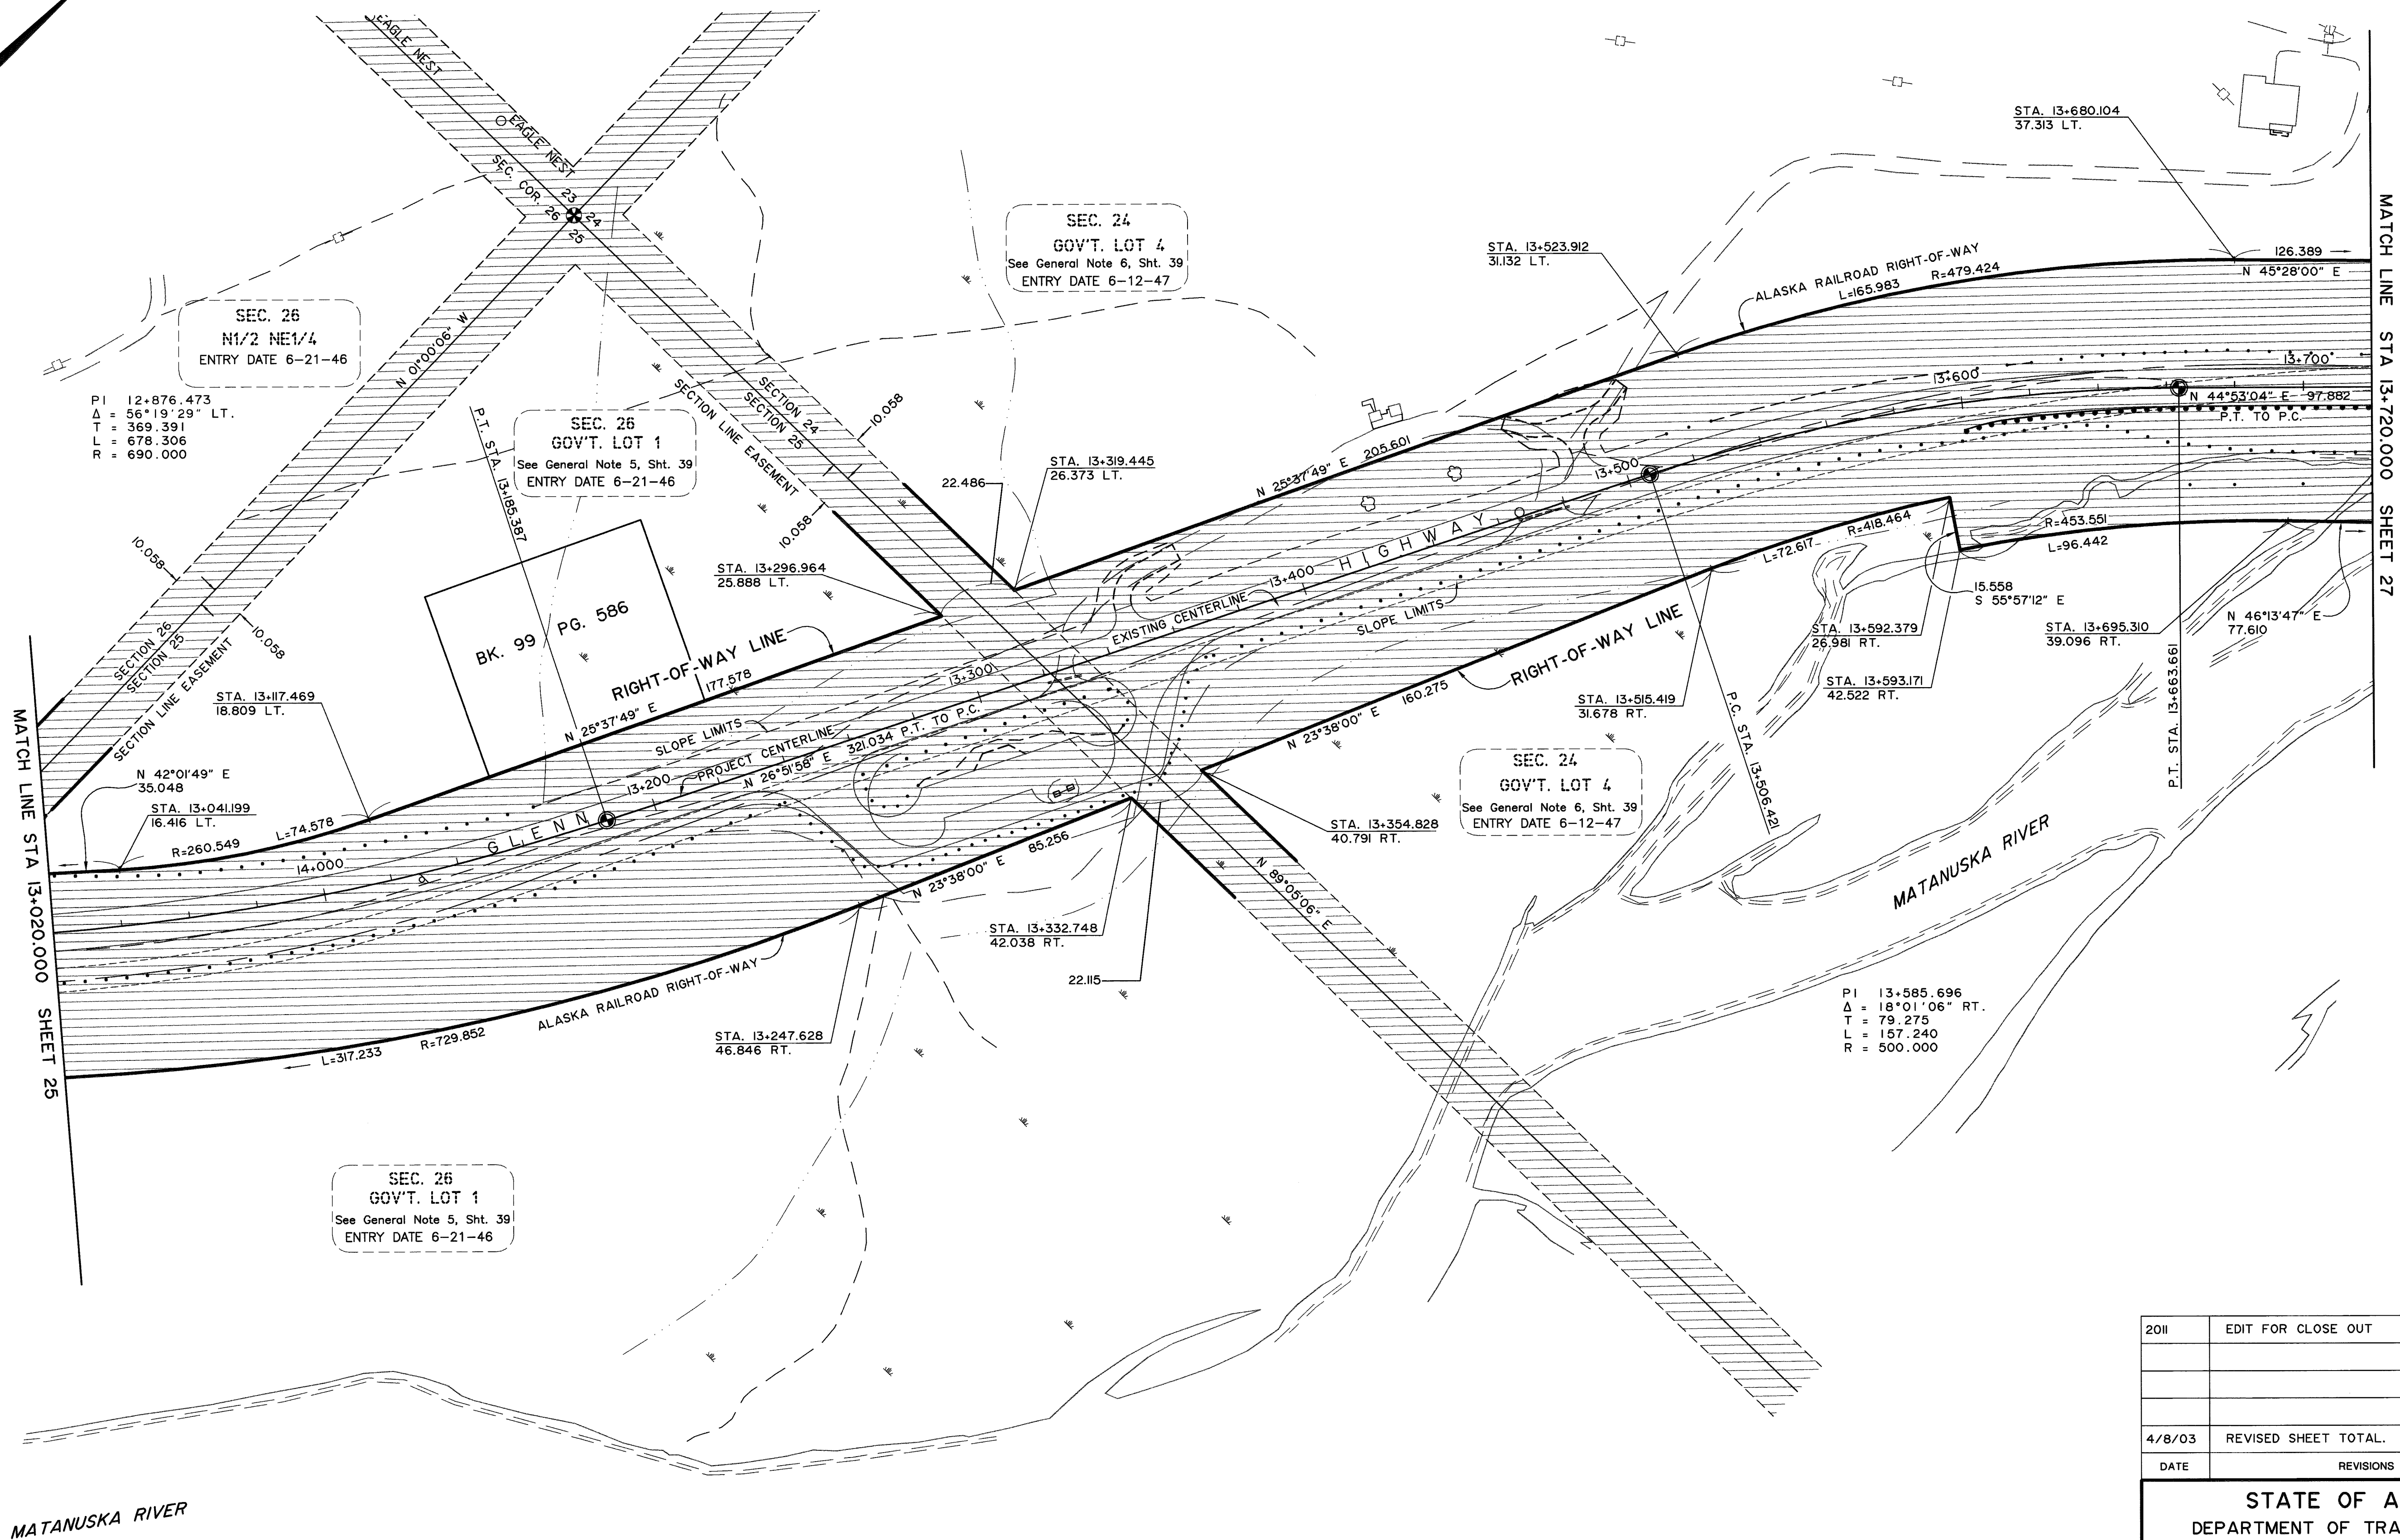 EAGLE NEST
EAGLE NEST
SEC. COR.
23
24
26
25
SEC. 26
N1/2 NE1/4
ENTRY DATE 6-21-46
PI 12+876.473
Δ = 56°19'29" LT.
T = 369.391
L = 678.306
R = 690.000
N 01°00'06" W
P.T. STA. 13+185.387
SEC. 26
GOV'T. LOT 1
See General Note 5, Sht. 39
ENTRY DATE 6-21-46
SECTION 24
SECTION 25
SECTION LINE EASEMENT
10.058
10.058
SEC. 24
GOV'T. LOT 4
See General Note 6, Sht. 39
ENTRY DATE 6-12-47
22.486
STA. 13+319.445
26.373 LT.
STA. 13+296.964
25.888 LT.
10.058
10.058
SECTION 26
SECTION 25
SECTION LINE EASEMENT
BK. 99 PG. 586
RIGHT-OF-WAY LINE
177.578
N 25°37'49" E
STA. 13+117.469
18.809 LT.
N 42°01'49" E
35.048
STA. 13+041.199
16.416 LT.
L=74.578
R=260.549
MATCH LINE STA 13+020.000 SHEET 25
14+000
GLENN
13+200
SLOPE LIMITS
PROJECT CENTERLINE
N 26°51'58" E 321.034 P.T. TO P.C.
13+300
EXISTING CENTERLINE
13+400
HIGHWAY
SLOPE LIMITS
13+500
N 25°37'49" E 205.601
STA. 13+523.912
31.132 LT.
ALASKA RAILROAD RIGHT-OF-WAY
L=165.983
R=479.424
STA. 13+680.104
37.313 LT.
126.389
N 45°28'00" E
13+600
13+700
N 44°53'04" E 97.882
P.T. TO P.C.
MATCH LINE STA 13+720.000 SHEET 27
L=72.617
R=418.464
R=453.551
L=96.442
15.558
S 55°57'12" E
STA. 13+592.379
26.981 RT.
STA. 13+593.171
42.522 RT.
STA. 13+695.310
39.096 RT.
N 46°13'47" E
77.610
P.T. STA. 13+663.661
STA. 13+515.419
31.678 RT.
P.C. STA. 13+506.421
RIGHT-OF-WAY LINE
N 23°38'00" E 160.275
SEC. 24
GOV'T. LOT 4
See General Note 6, Sht. 39
ENTRY DATE 6-12-47
STA. 13+354.828
40.791 RT.
N 89°05'06" E
N 23°38'00" E 85.256
STA. 13+332.748
42.038 RT.
22.115
STA. 13+247.628
46.846 RT.
ALASKA RAILROAD RIGHT-OF-WAY
L=317.233
R=729.852
MATANUSKA RIVER
PI 13+585.696
Δ = 18°01'06" RT.
T = 79.275
L = 157.240
R = 500.000
SEC. 26
GOV'T. LOT 1
See General Note 5, Sht. 39
ENTRY DATE 6-21-46
MATANUSKA RIVER
2011 EDIT FOR CLOSE OUT
4/8/03 REVISED SHEET TOTAL.
DATE REVISIONS
STATE OF A
DEPARTMENT OF TRA